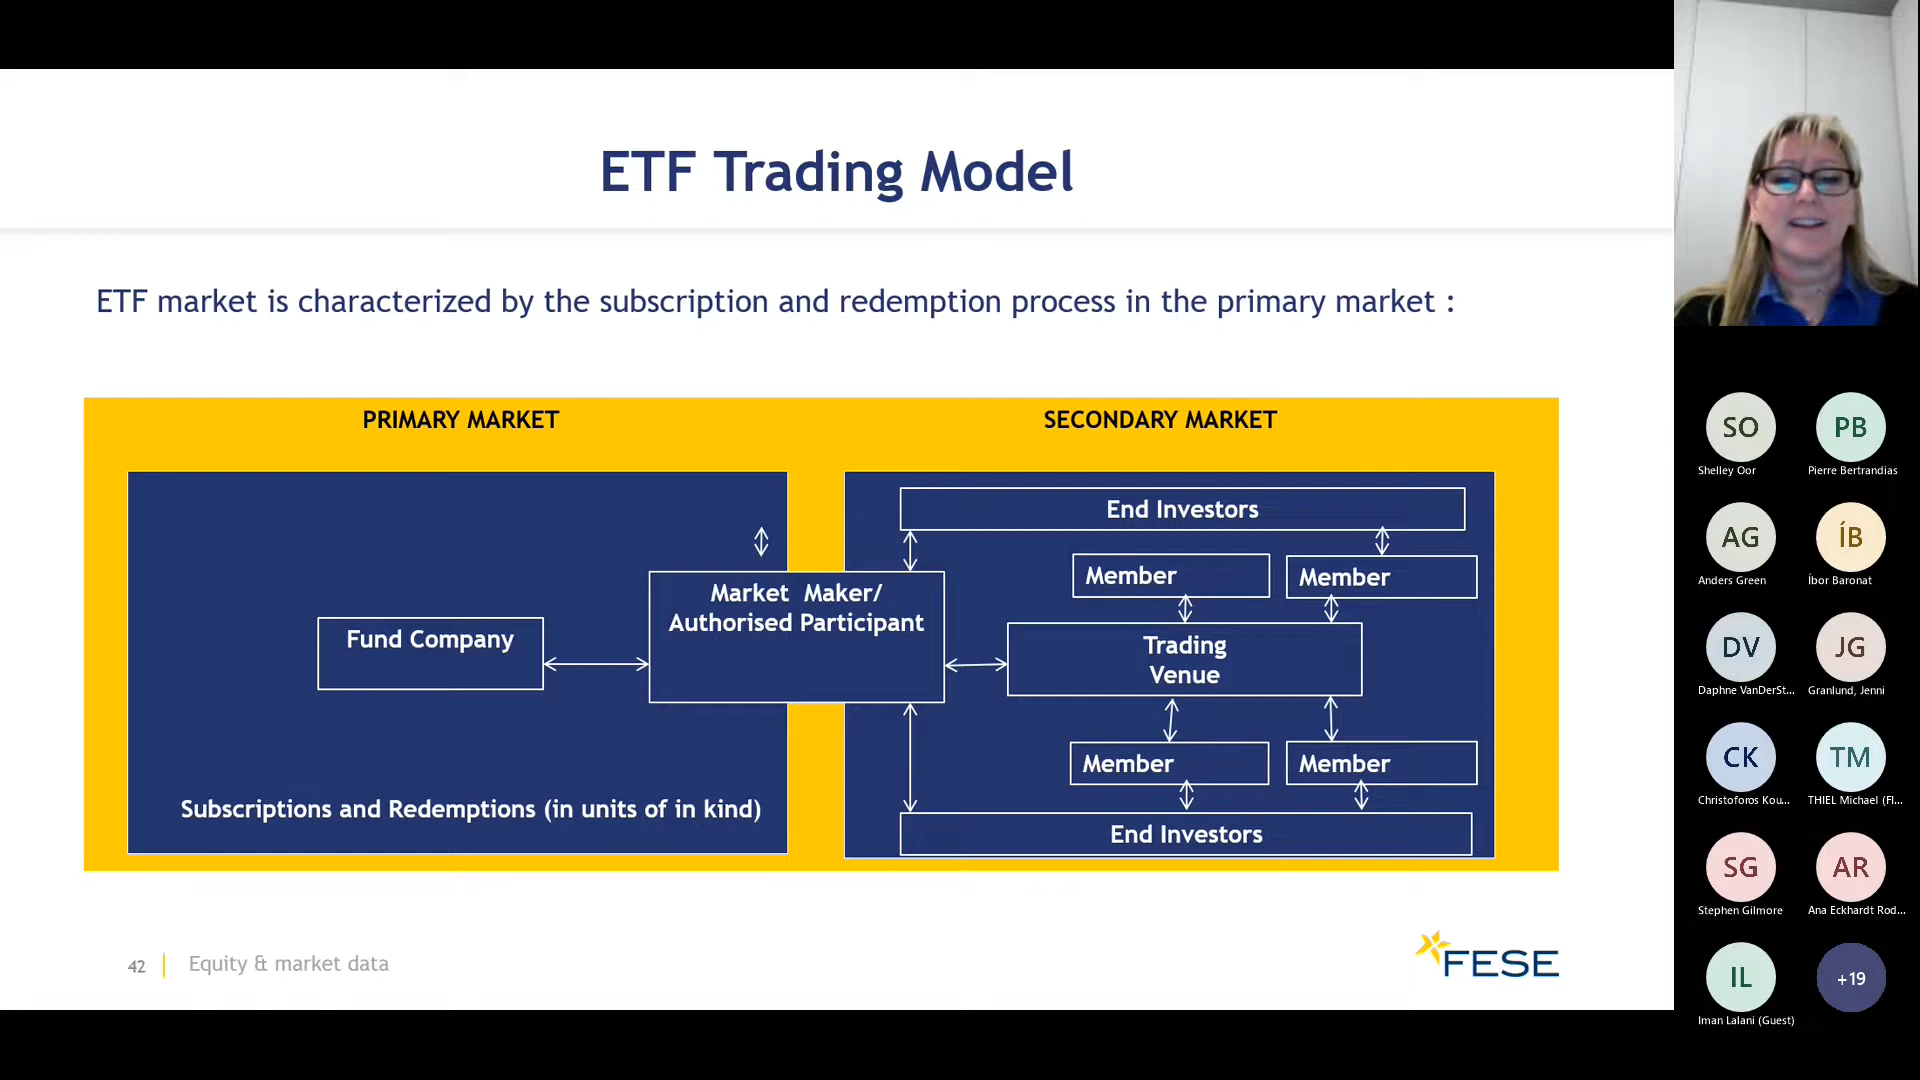 ETF Trading Model
ETF market is characterized by the subscription and redemption process in the primary market :
PRIMARY MARKET
SECONDARY MARKET
End Investors
Member
Member
Market Maker/
Authorised Participant
Fund Company
Trading
Venue
Member
Member
Subscriptions and Redemptions (in units of in kind)
End Investors
42
Equity & market data
FESE
SO
Shelley Oor
PB
Pierre Bertrandias
AG
Anders Green
ÍB
Íbor Baronat
DV
Daphne VanDerSt...
JG
Granlund, Jenni
CK
Christoforos Kou...
TM
THIEL Michael (FI...
SG
Stephen Gilmore
AR
Ana Eckhardt Rod...
IL
Iman Lalani (Guest)
+19